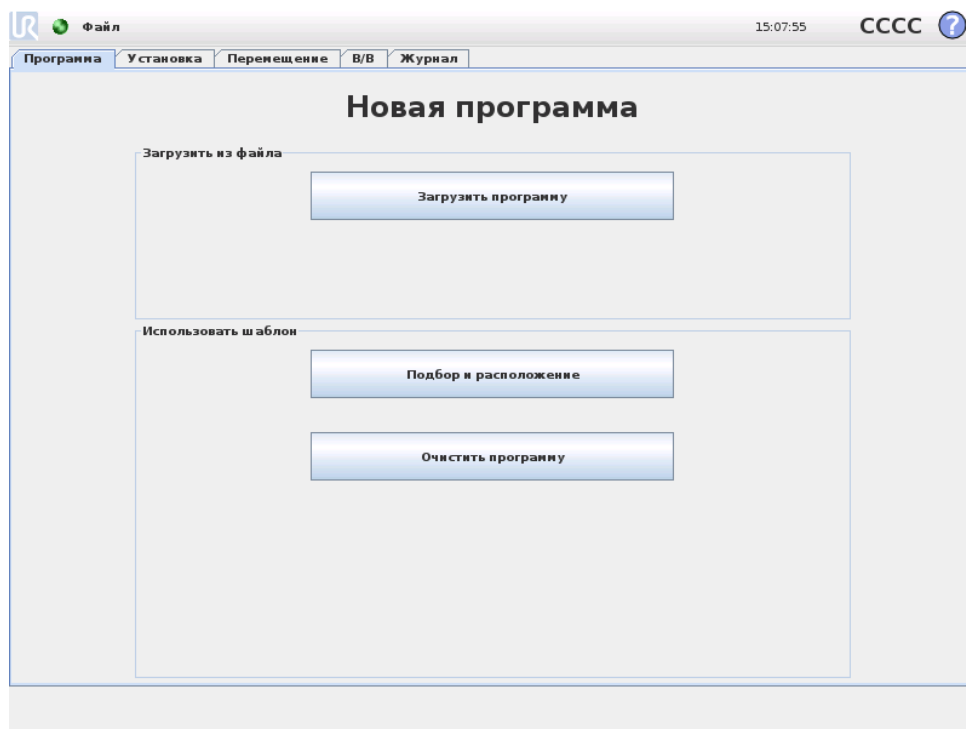 UR
Файл
15:07:55
CCCC
?
Программа
Установка
Перемещение
В/В
Журнал
Новая программа
Загрузить из файла
Загрузить программу
Использовать шаблон
Подбор и расположение
Очистить программу